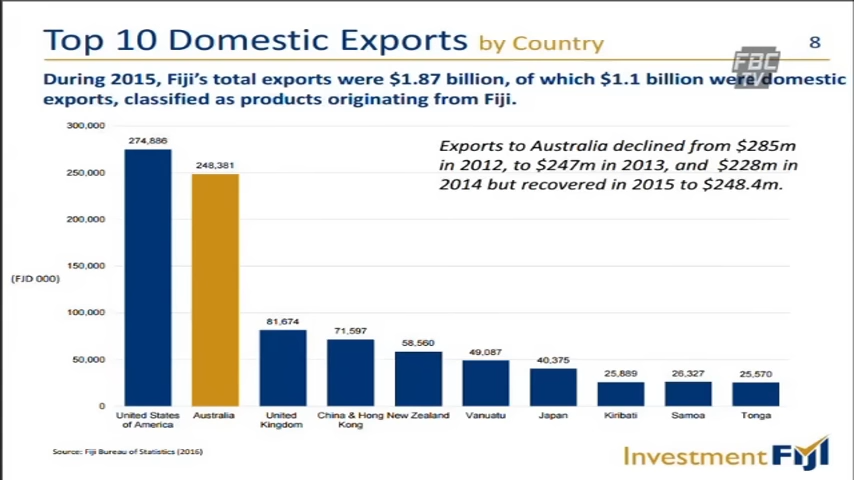 Top 10 Domestic Exports by Country
8
FBC
TV
During 2015, Fiji's total exports were $1.87 billion, of which $1.1 billion were domestic
exports, classified as products originating from Fiji.
Exports to Australia declined from $285m
in 2012, to $247m in 2013, and $228m in
2014 but recovered in 2015 to $248.4m.
(FJD 000)
300,000
250,000
200,000
150,000
100,000
50,000
0
274,886
248,381
81,674
71,597
58,560
49,087
40,375
25,889
26,327
25,570
United States
of America
Australia
United
Kingdom
China & Hong
Kong
New Zealand
Vanuatu
Japan
Kiribati
Samoa
Tonga
Source: Fiji Bureau of Statistics (2016)
Investment FIJI